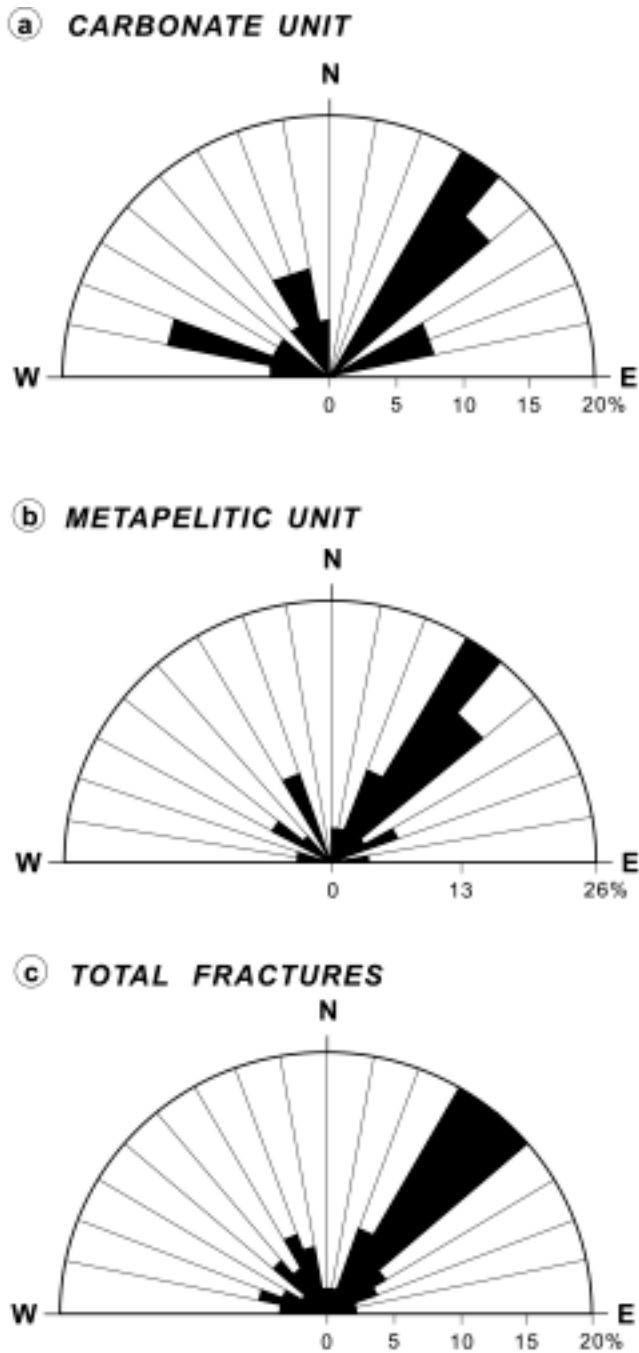 a CARBONATE UNIT
N
W E
0 5 10 15 20%
b METAPELITIC UNIT
N
W E
0 13 26%
c TOTAL FRACTURES
N
W E
0 5 10 15 20%